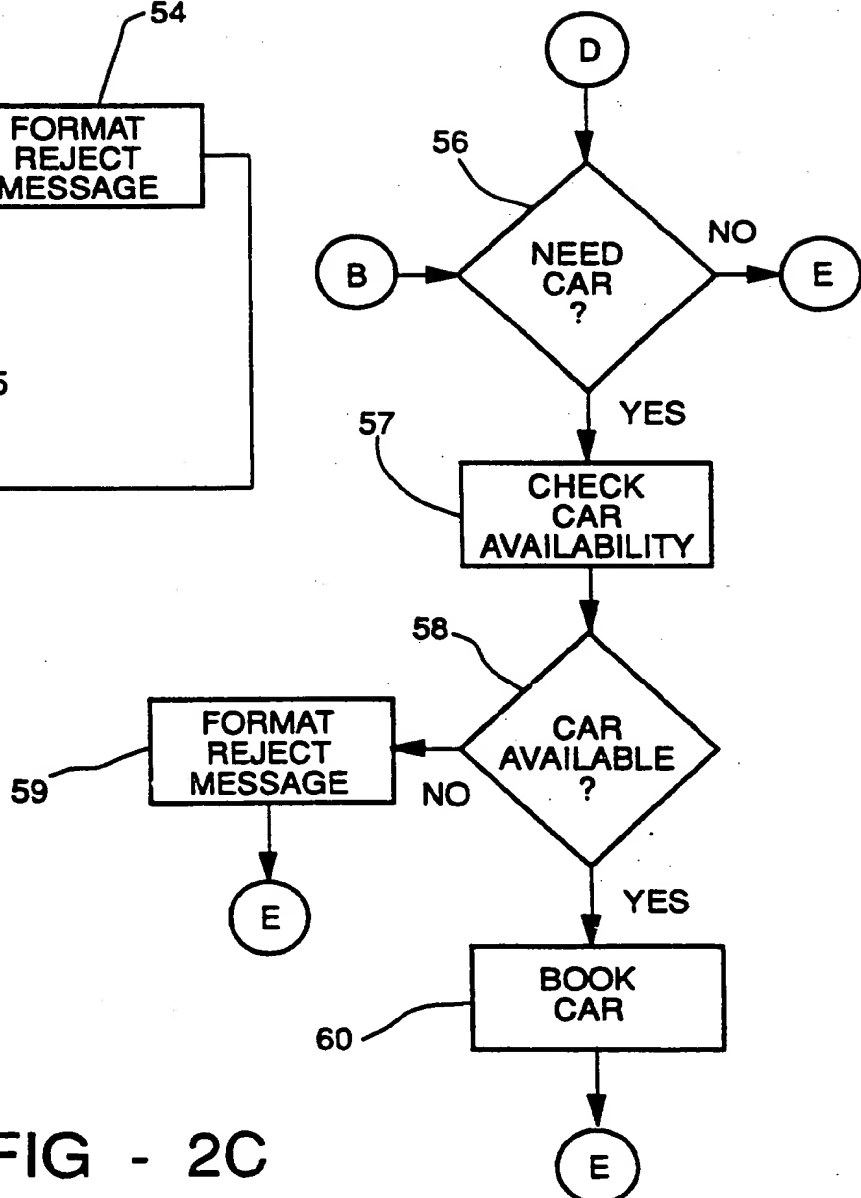 54
FORMAT
REJECT
MESSAGE
5
D
56
NEED
CAR
?
B
NO
E
YES
57
CHECK
CAR
AVAILABILITY
58
CAR
AVAILABLE
?
NO
FORMAT
REJECT
MESSAGE
59
E
YES
BOOK
CAR
60
E
FIG - 2C